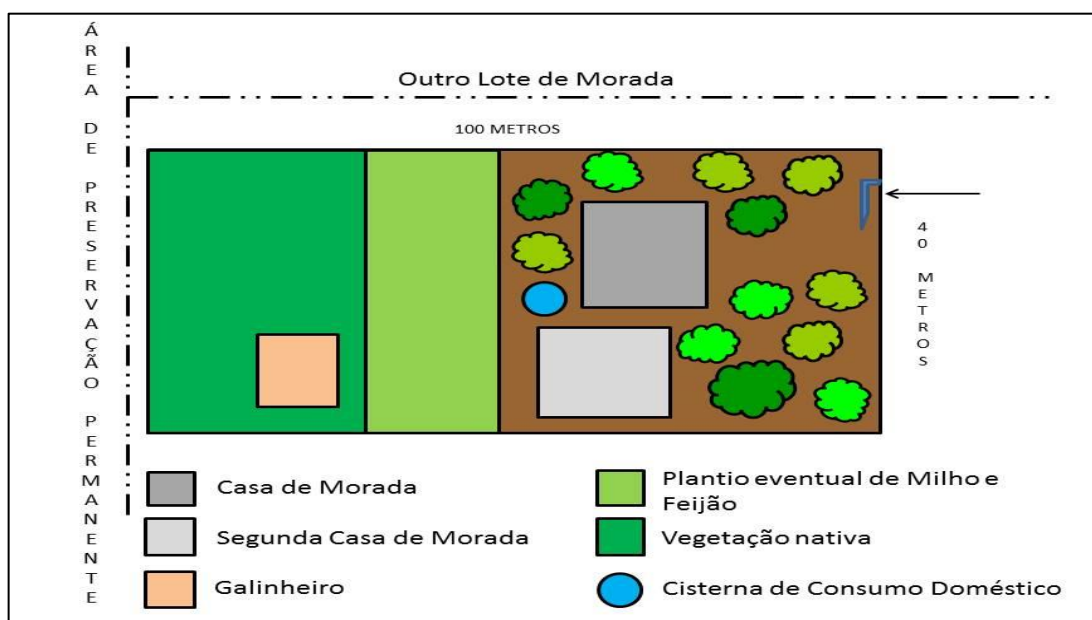 ÁREA DE PRESERVAÇÃO PERMANENTE
Outro Lote de Morada
100 METROS
40 METROS
Casa de Morada
Segunda Casa de Morada
Galinheiro
Plantio eventual de Milho e
Feijão
Vegetação nativa
Cisterna de Consumo Doméstico